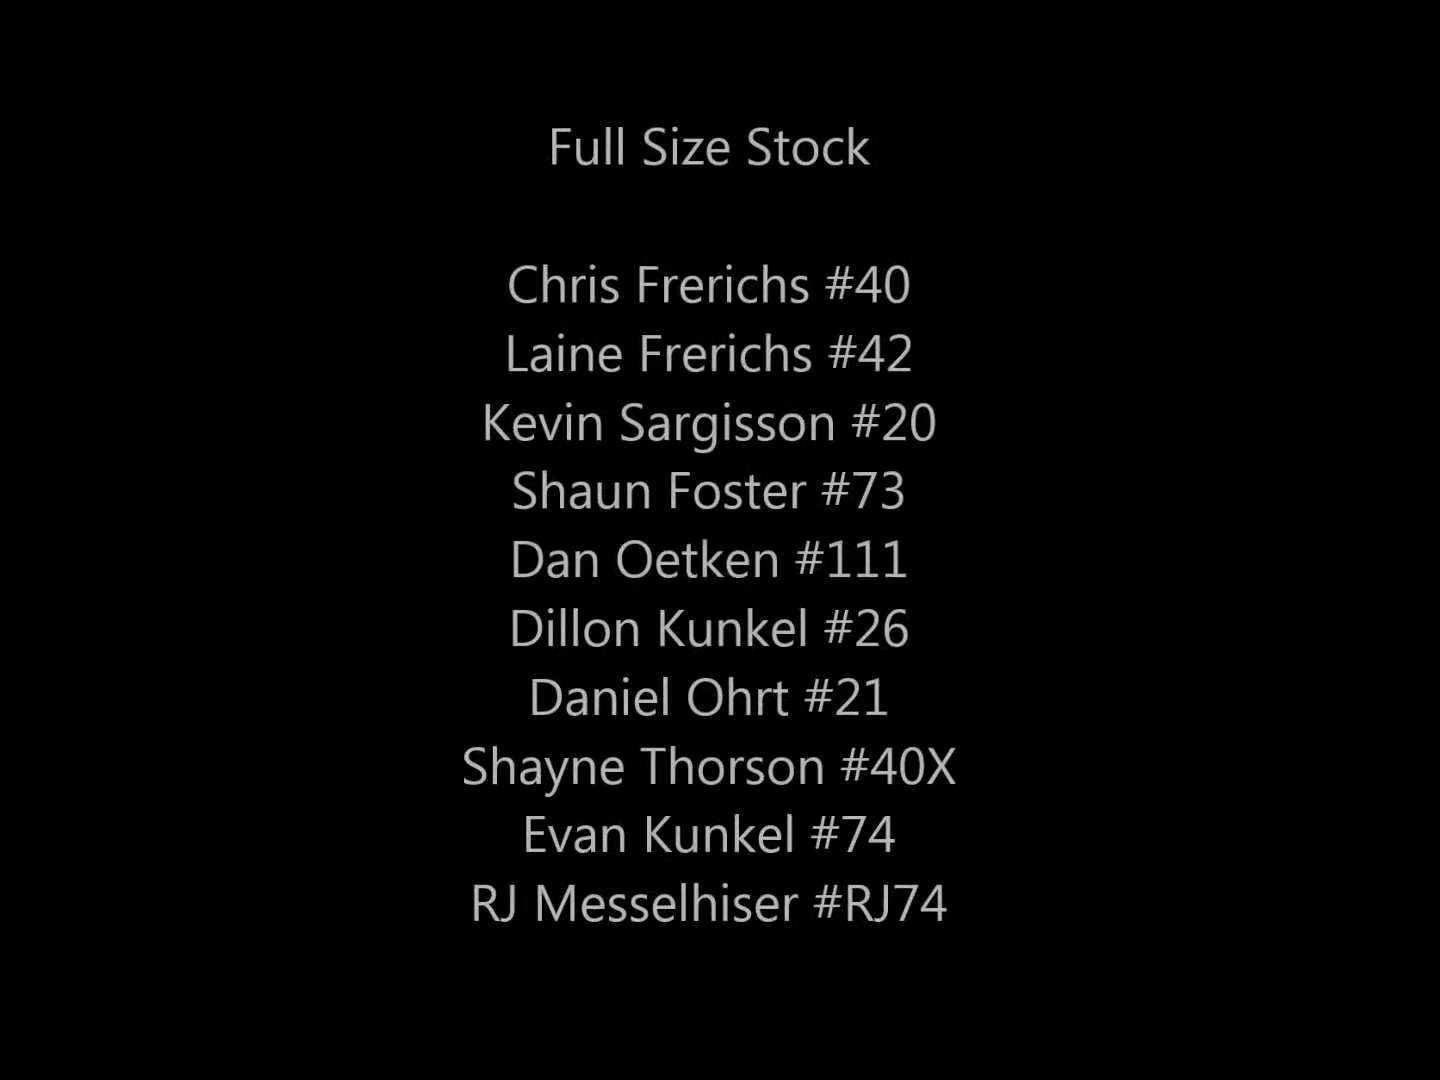 Full Size Stock
Chris Frerichs #40
Laine Frerichs #42
Kevin Sargisson #20
Shaun Foster #73
Dan Oetken #111
Dillon Kunkel #26
Daniel Ohrt #21
Shayne Thorson #40X
Evan Kunkel #74
RJ Messelhiser #RJ74